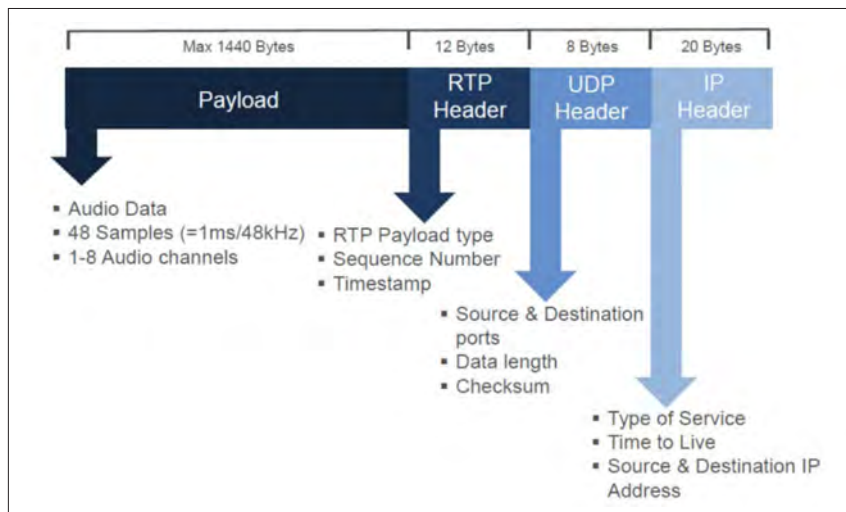 Max 1440 Bytes 12 Bytes 8 Bytes 20 Bytes
Payload RTP Header UDP Header IP Header
▪ Audio Data
▪ 48 Samples (=1ms/48kHz)
▪ 1-8 Audio channels
▪ RTP Payload type
▪ Sequence Number
▪ Timestamp
▪ Source & Destination
ports
▪ Data length
▪ Checksum
▪ Type of Service
▪ Time to Live
▪ Source & Destination IP
Address